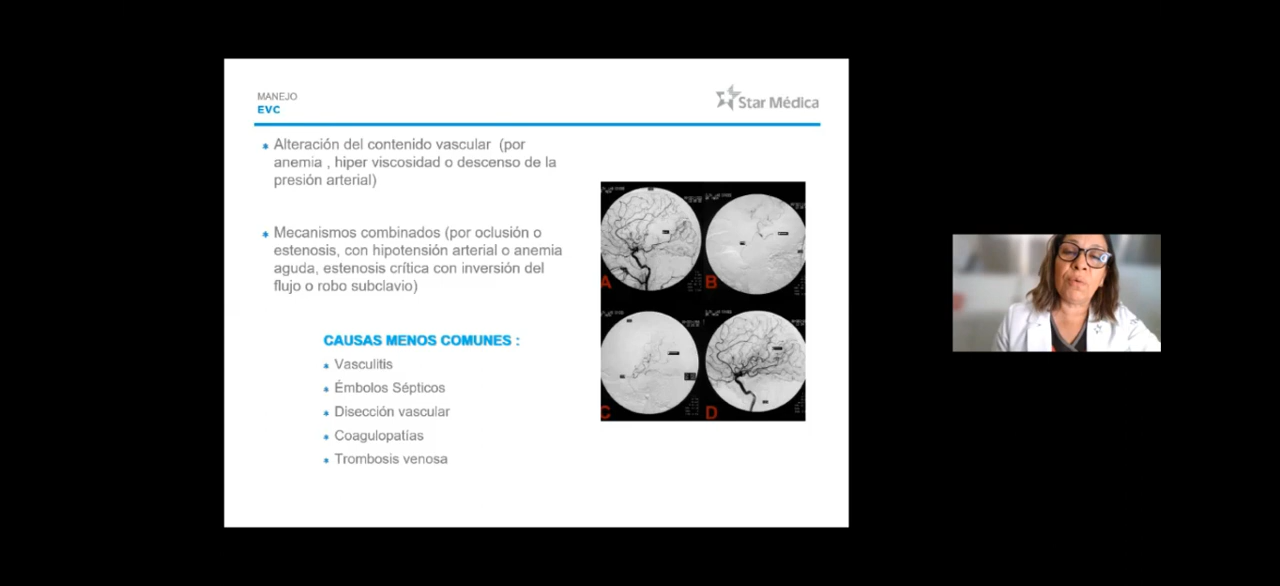 MANEJO
EVC
Star Médica
Alteración del contenido vascular (por
anemia , hiper viscosidad o descenso de la
presión arterial)
Mecanismos combinados (por oclusión o
estenosis, con hipotensión arterial o anemia
aguda, estenosis crítica con inversión del
flujo o robo subclavio)
CAUSAS MENOS COMUNES :
Vasculitis
Émbolos Sépticos
Disección vascular
Coagulopatías
Trombosis venosa
A
B
C
D